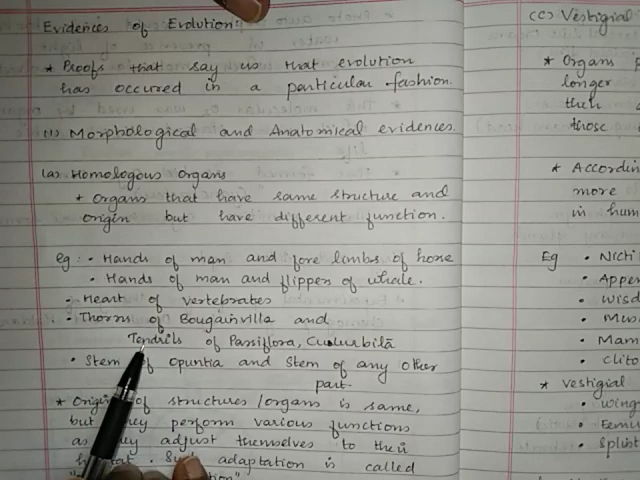 Evidences of Evolution:
* Proofs that say us that evolution
has occured in a particular fashion.
(1) Morphological and Anatomical evidences.
(a) Homologous Organs
* Organs that have same structure and
origin but have different function.
eg: • Hands of man and fore limbs of horse
• Hands of man and flippers of whale.
• Heart of vertebrates
• Thorns of Bougainvilla and
Tendrils of Passiflora,
• Stem of Opuntia and Stem of any other
part.
* Origin of structures/organs is same,
but they perform various functions
as they adjust themselves to their
habitat. Such adaptation is called
(c) Vestigial
* Organs
longer
their
those
* Accordin
more
in hum
Eg • Nicti
• Appen
• Wisd
• Mus
• Mam
• Clito
* Vestigial
• Wing
• Femu
• Splint